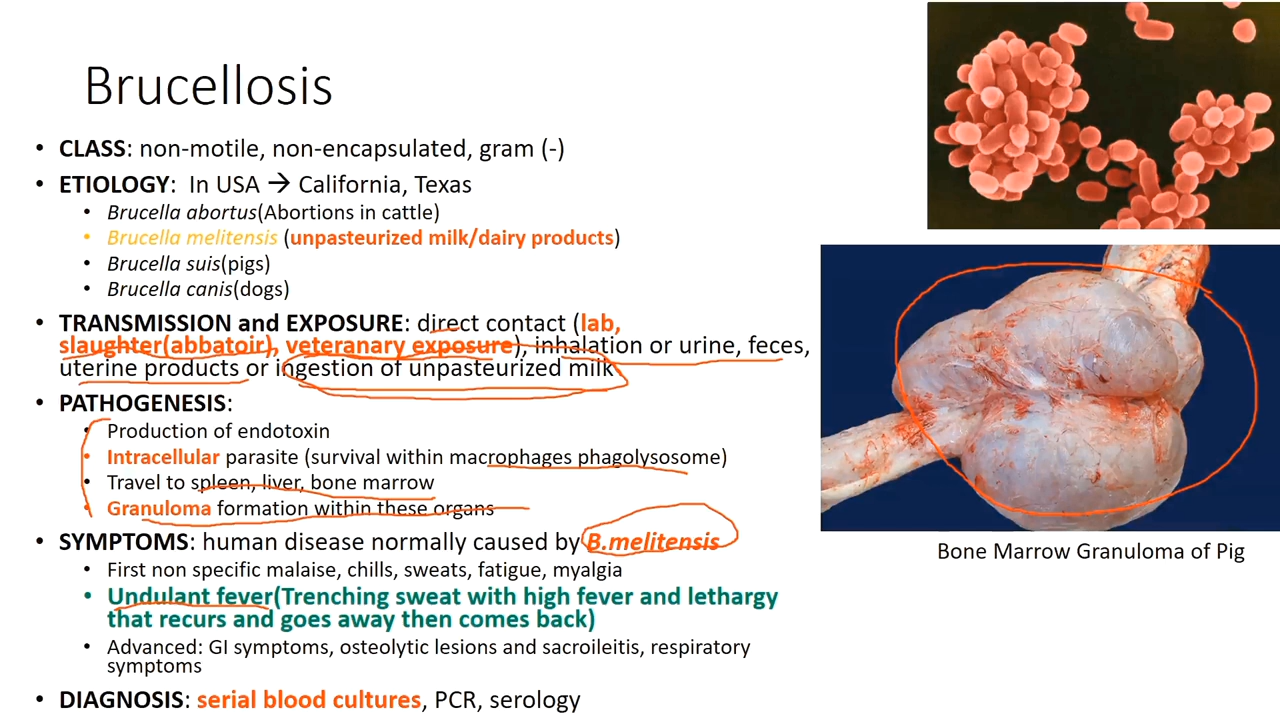 Brucellosis
• CLASS: non-motile, non-encapsulated, gram (-)
• ETIOLOGY: In USA → California, Texas
• Brucella abortus(Abortions in cattle)
• Brucella melitensis (unpasteurized milk/dairy products)
• Brucella suis(pigs)
• Brucella canis(dogs)
• TRANSMISSION and EXPOSURE: direct contact (lab,
slaughter(abbatoir), veteranary exposure), inhalation or urine, feces,
uterine products or ingestion of unpasteurized milk
• PATHOGENESIS:
• Production of endotoxin
• Intracellular parasite (survival within macrophages phagolysosome)
• Travel to spleen, liver, bone marrow
• Granuloma formation within these organs
• SYMPTOMS: human disease normally caused by B.melitensis
• First non specific malaise, chills, sweats, fatigue, myalgia
• Undulant fever(Trenching sweat with high fever and lethargy
that recurs and goes away then comes back)
• Advanced: GI symptoms, osteolytic lesions and sacroileitis, respiratory
symptoms
• DIAGNOSIS: serial blood cultures, PCR, serology
Bone Marrow Granuloma of Pig